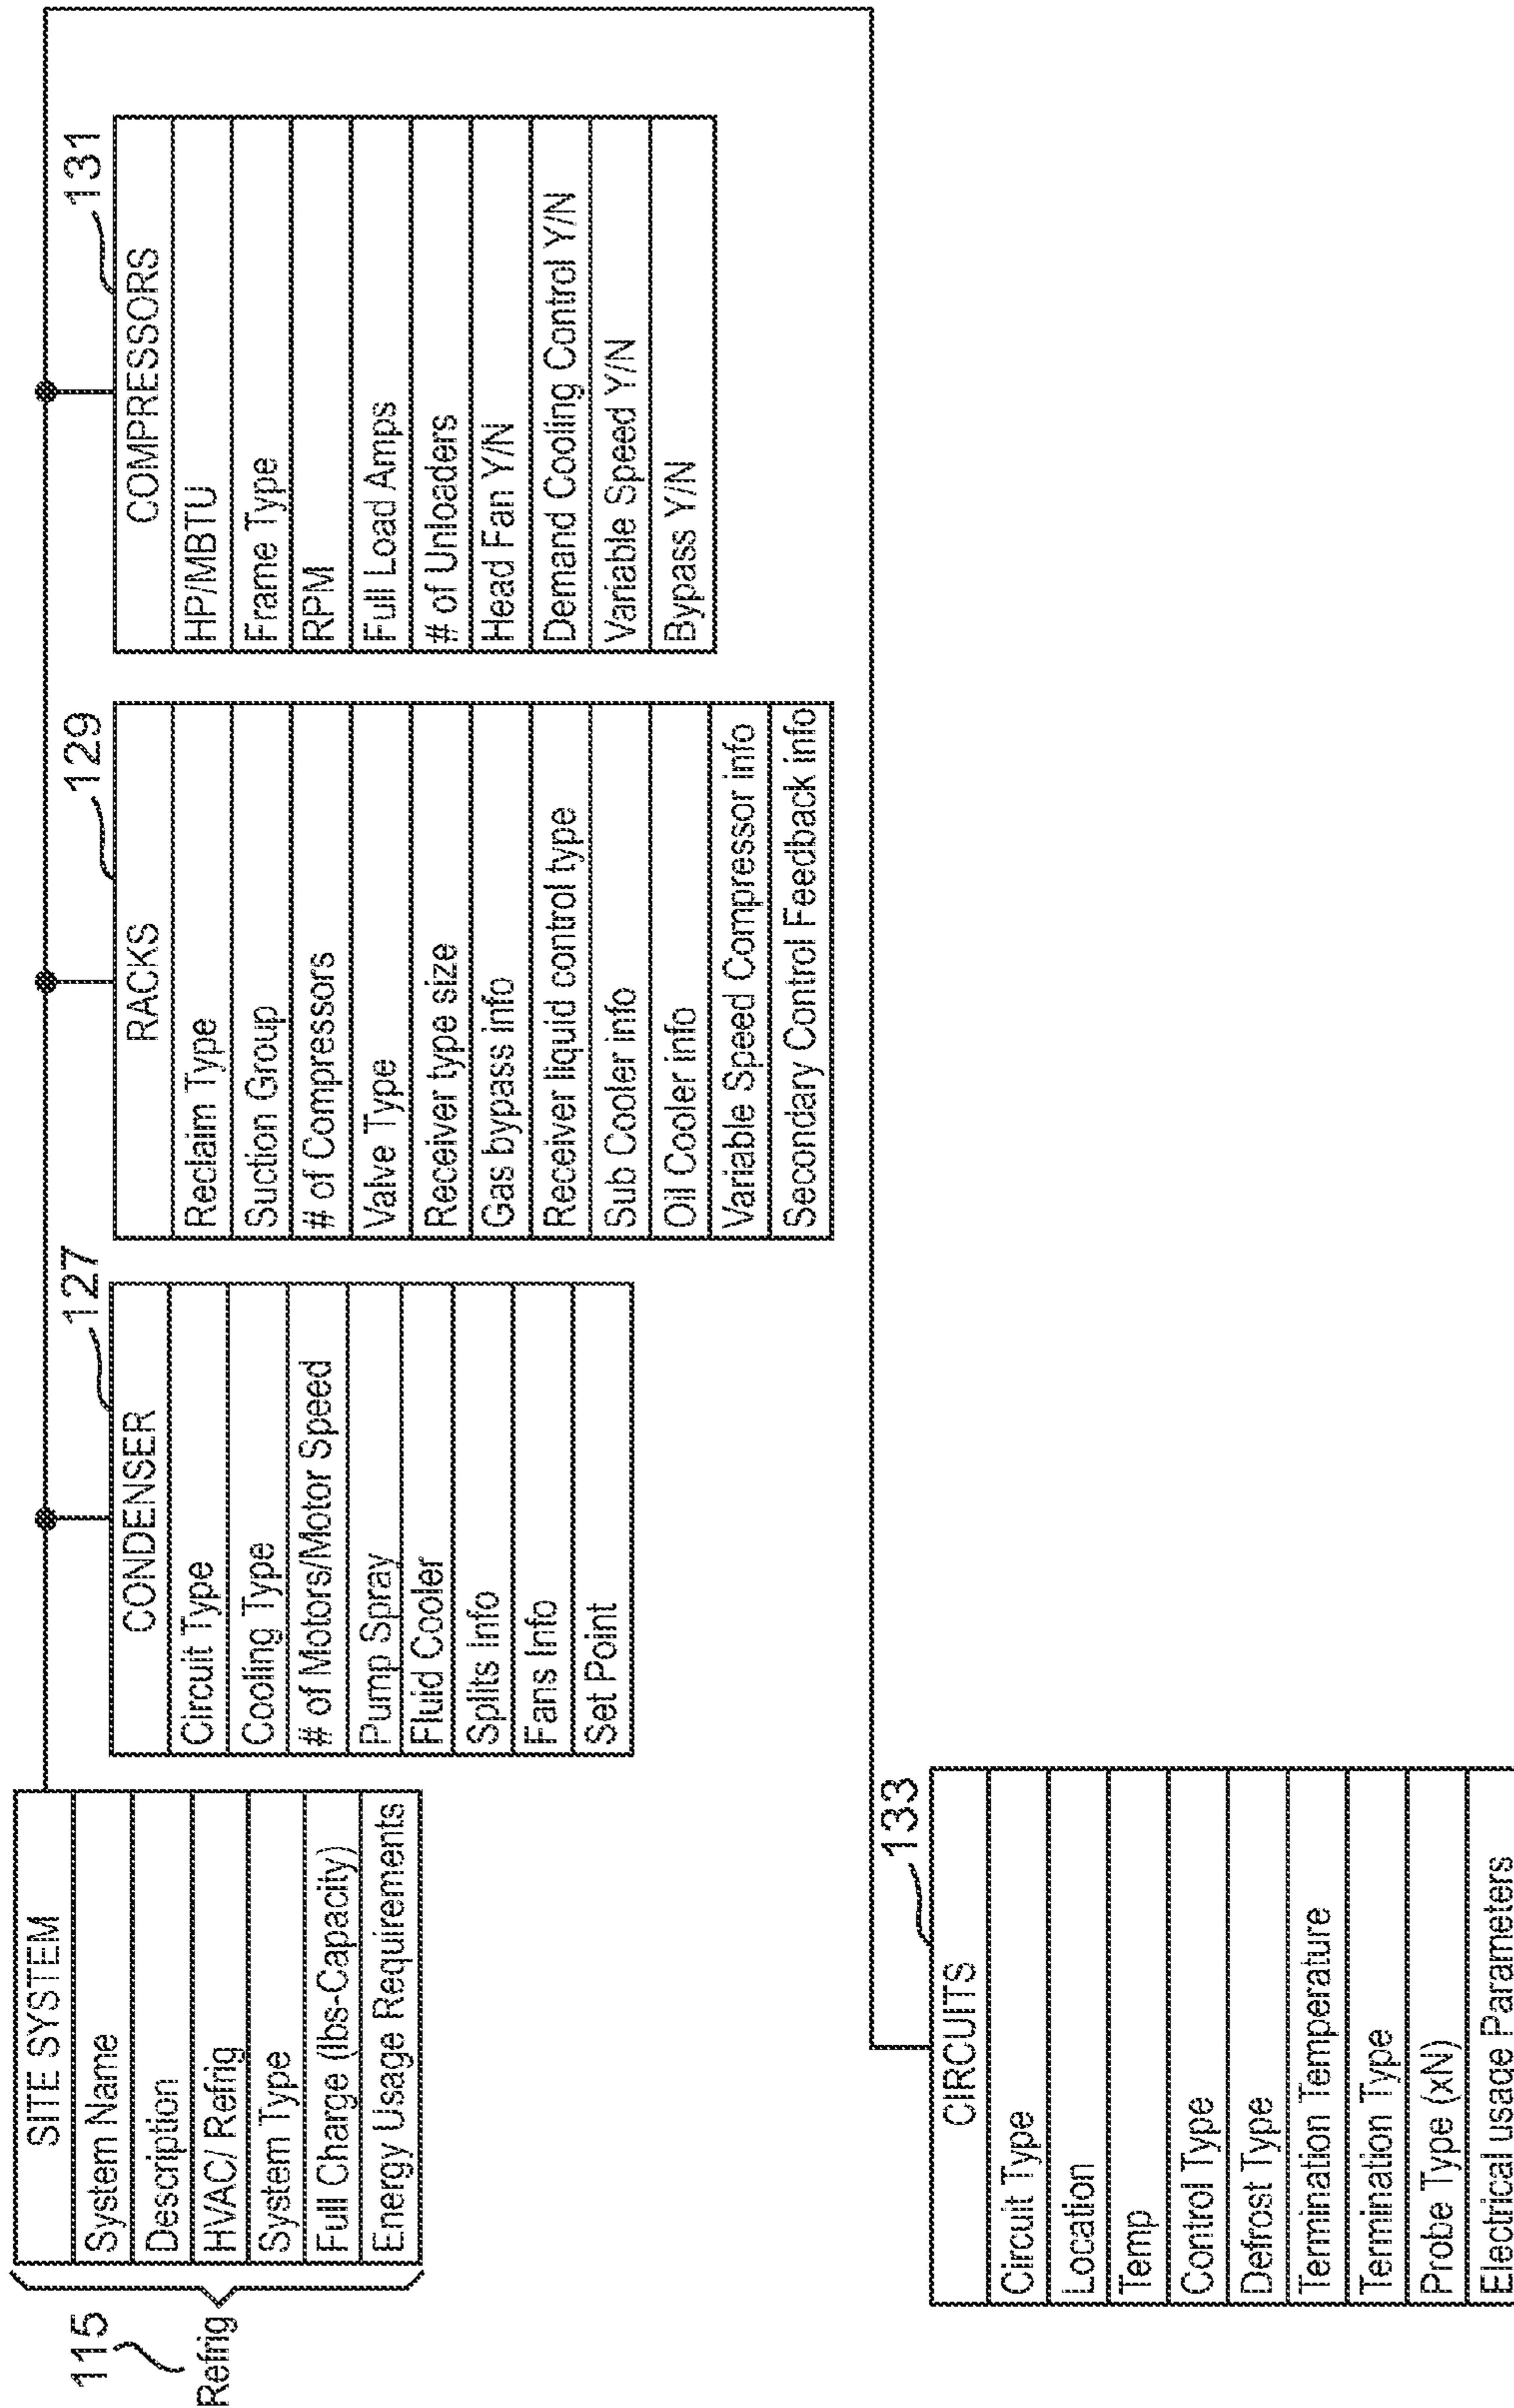 115
Refrig
SITE SYSTEM
System Name
Description
HVAC/ Refrig
System Type
Full Charge (lbs-Capacity)
Energy Usage Requirements
127
CONDENSER
Circuit Type
Cooling Type
# of Motors/Motor Speed
Pump Spray
Fluid Cooler
Splits Info
Fans Info
Set Point
129
RACKS
Reclaim Type
Suction Group
# of Compressors
Valve Type
Receiver type size
Gas bypass info
Receiver liquid control type
Sub Cooler info
Oil Cooler info
Variable Speed Compressor info
Secondary Control Feedback info
131
COMPRESSORS
HP/MBTU
Frame Type
RPM
Full Load Amps
# of Unloaders
Head Fan Y/N
Demand Cooling Control Y/N
Variable Speed Y/N
Bypass Y/N
133
CIRCUITS
Circuit Type
Location
Temp
Control Type
Defrost Type
Termination Temperature
Termination Type
Probe Type (xN)
Electrical usage Parameters